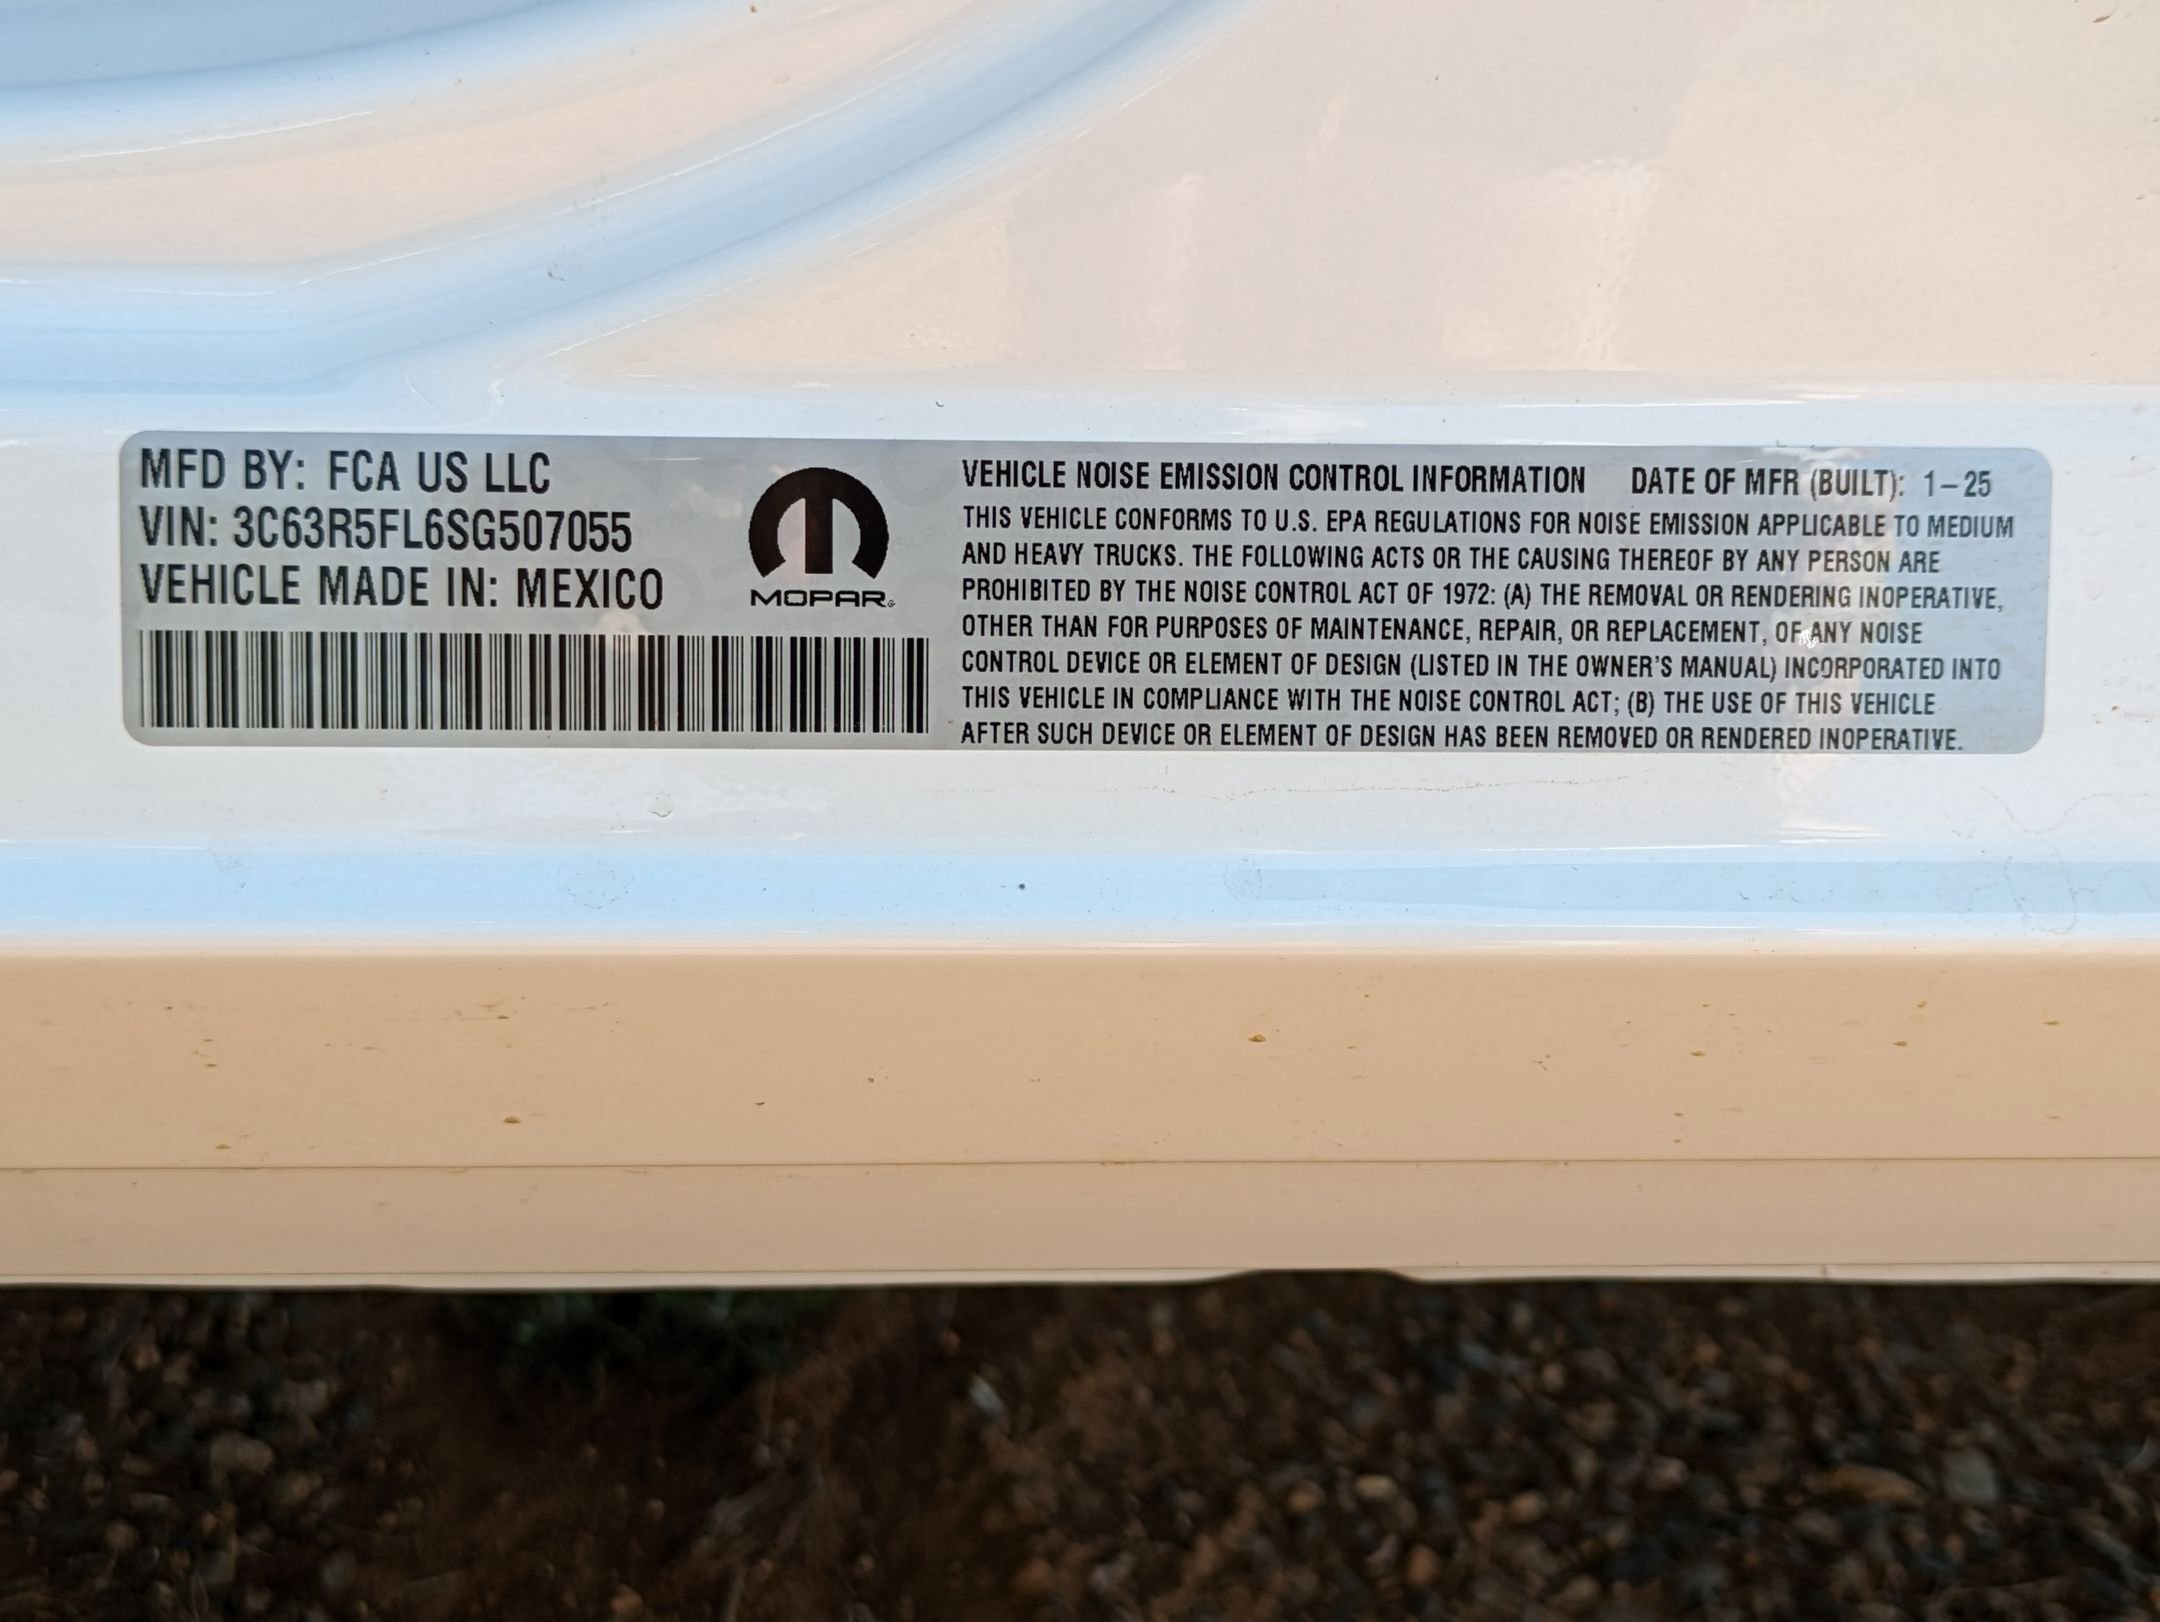 MFD BY: FCA US LLC
VIN: 3C63R5FL6SG507055
VEHICLE MADE IN: MEXICO
MOPAR®
VEHICLE NOISE EMISSION CONTROL INFORMATION DATE OF MFR (BUILT): 1-25
THIS VEHICLE CONFORMS TO U.S. EPA REGULATIONS FOR NOISE EMISSION APPLICABLE TO MEDIUM
AND HEAVY TRUCKS. THE FOLLOWING ACTS OR THE CAUSING THEREOF BY ANY PERSON ARE
PROHIBITED BY THE NOISE CONTROL ACT OF 1972: (A) THE REMOVAL OR RENDERING INOPERATIVE,
OTHER THAN FOR PURPOSES OF MAINTENANCE, REPAIR, OR REPLACEMENT, OF ANY NOISE
CONTROL DEVICE OR ELEMENT OF DESIGN (LISTED IN THE OWNER'S MANUAL) INCORPORATED INTO
THIS VEHICLE IN COMPLIANCE WITH THE NOISE CONTROL ACT; (B) THE USE OF THIS VEHICLE
AFTER SUCH DEVICE OR ELEMENT OF DESIGN HAS BEEN REMOVED OR RENDERED INOPERATIVE.